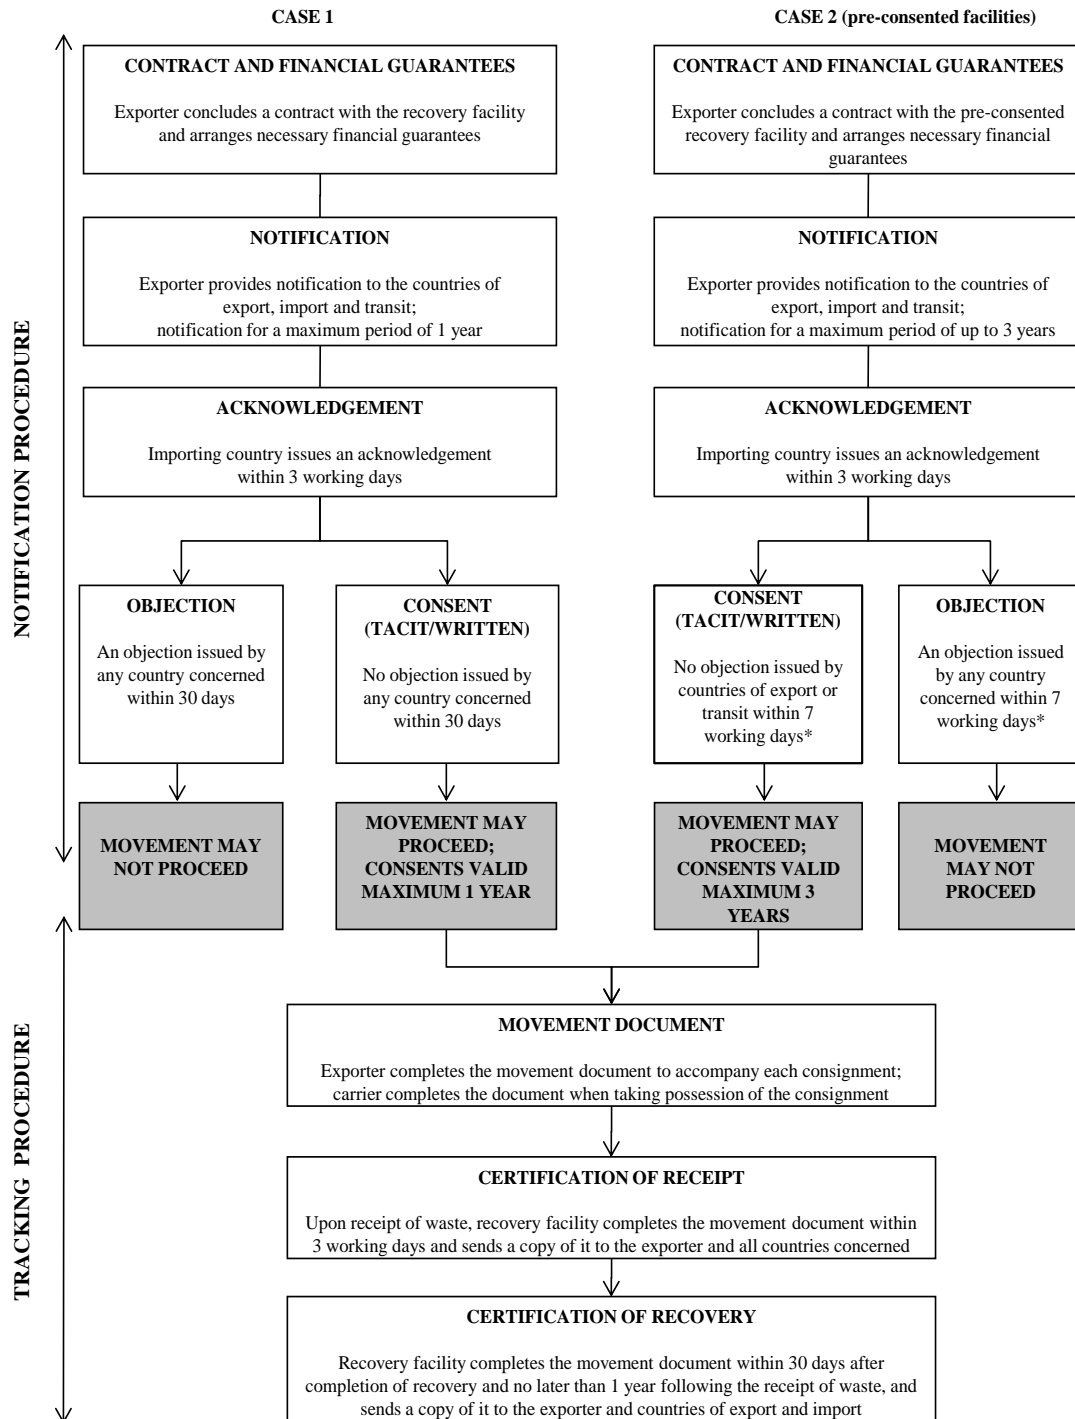 CASE 1
CASE 2 (pre-consented facilities)
NOTIFICATION PROCEDURE
CONTRACT AND FINANCIAL GUARANTEES
Exporter concludes a contract with the recovery facility
and arranges necessary financial guarantees
CONTRACT AND FINANCIAL GUARANTEES
Exporter concludes a contract with the pre-consented
recovery facility and arranges necessary financial
guarantees
NOTIFICATION
Exporter provides notification to the countries of
export, import and transit;
notification for a maximum period of 1 year
NOTIFICATION
Exporter provides notification to the countries of
export, import and transit;
notification for a maximum period of up to 3 years
ACKNOWLEDGEMENT
Importing country issues an acknowledgement
within 3 working days
ACKNOWLEDGEMENT
Importing country issues an acknowledgement
within 3 working days
OBJECTION
An objection issued by
any country concerned
within 30 days
CONSENT
(TACIT/WRITTEN)
No objection issued by
any country concerned
within 30 days
CONSENT
(TACIT/WRITTEN)
No objection issued by
countries of export or
transit within 7
working days*
OBJECTION
An objection issued
by any country
concerned within 7
working days*
MOVEMENT MAY
NOT PROCEED
MOVEMENT MAY
PROCEED;
CONSENTS VALID
MAXIMUM 1 YEAR
MOVEMENT MAY
PROCEED;
CONSENTS VALID
MAXIMUM 3
YEARS
MOVEMENT
MAY NOT
PROCEED
TRACKING PROCEDURE
MOVEMENT DOCUMENT
Exporter completes the movement document to accompany each consignment;
carrier completes the document when taking possession of the consignment
CERTIFICATION OF RECEIPT
Upon receipt of waste, recovery facility completes the movement document within
3 working days and sends a copy of it to the exporter and all countries concerned
CERTIFICATION OF RECOVERY
Recovery facility completes the movement document within 30 days after
completion of recovery and no later than 1 year following the receipt of waste, and
sends a copy of it to the exporter and countries of export and import